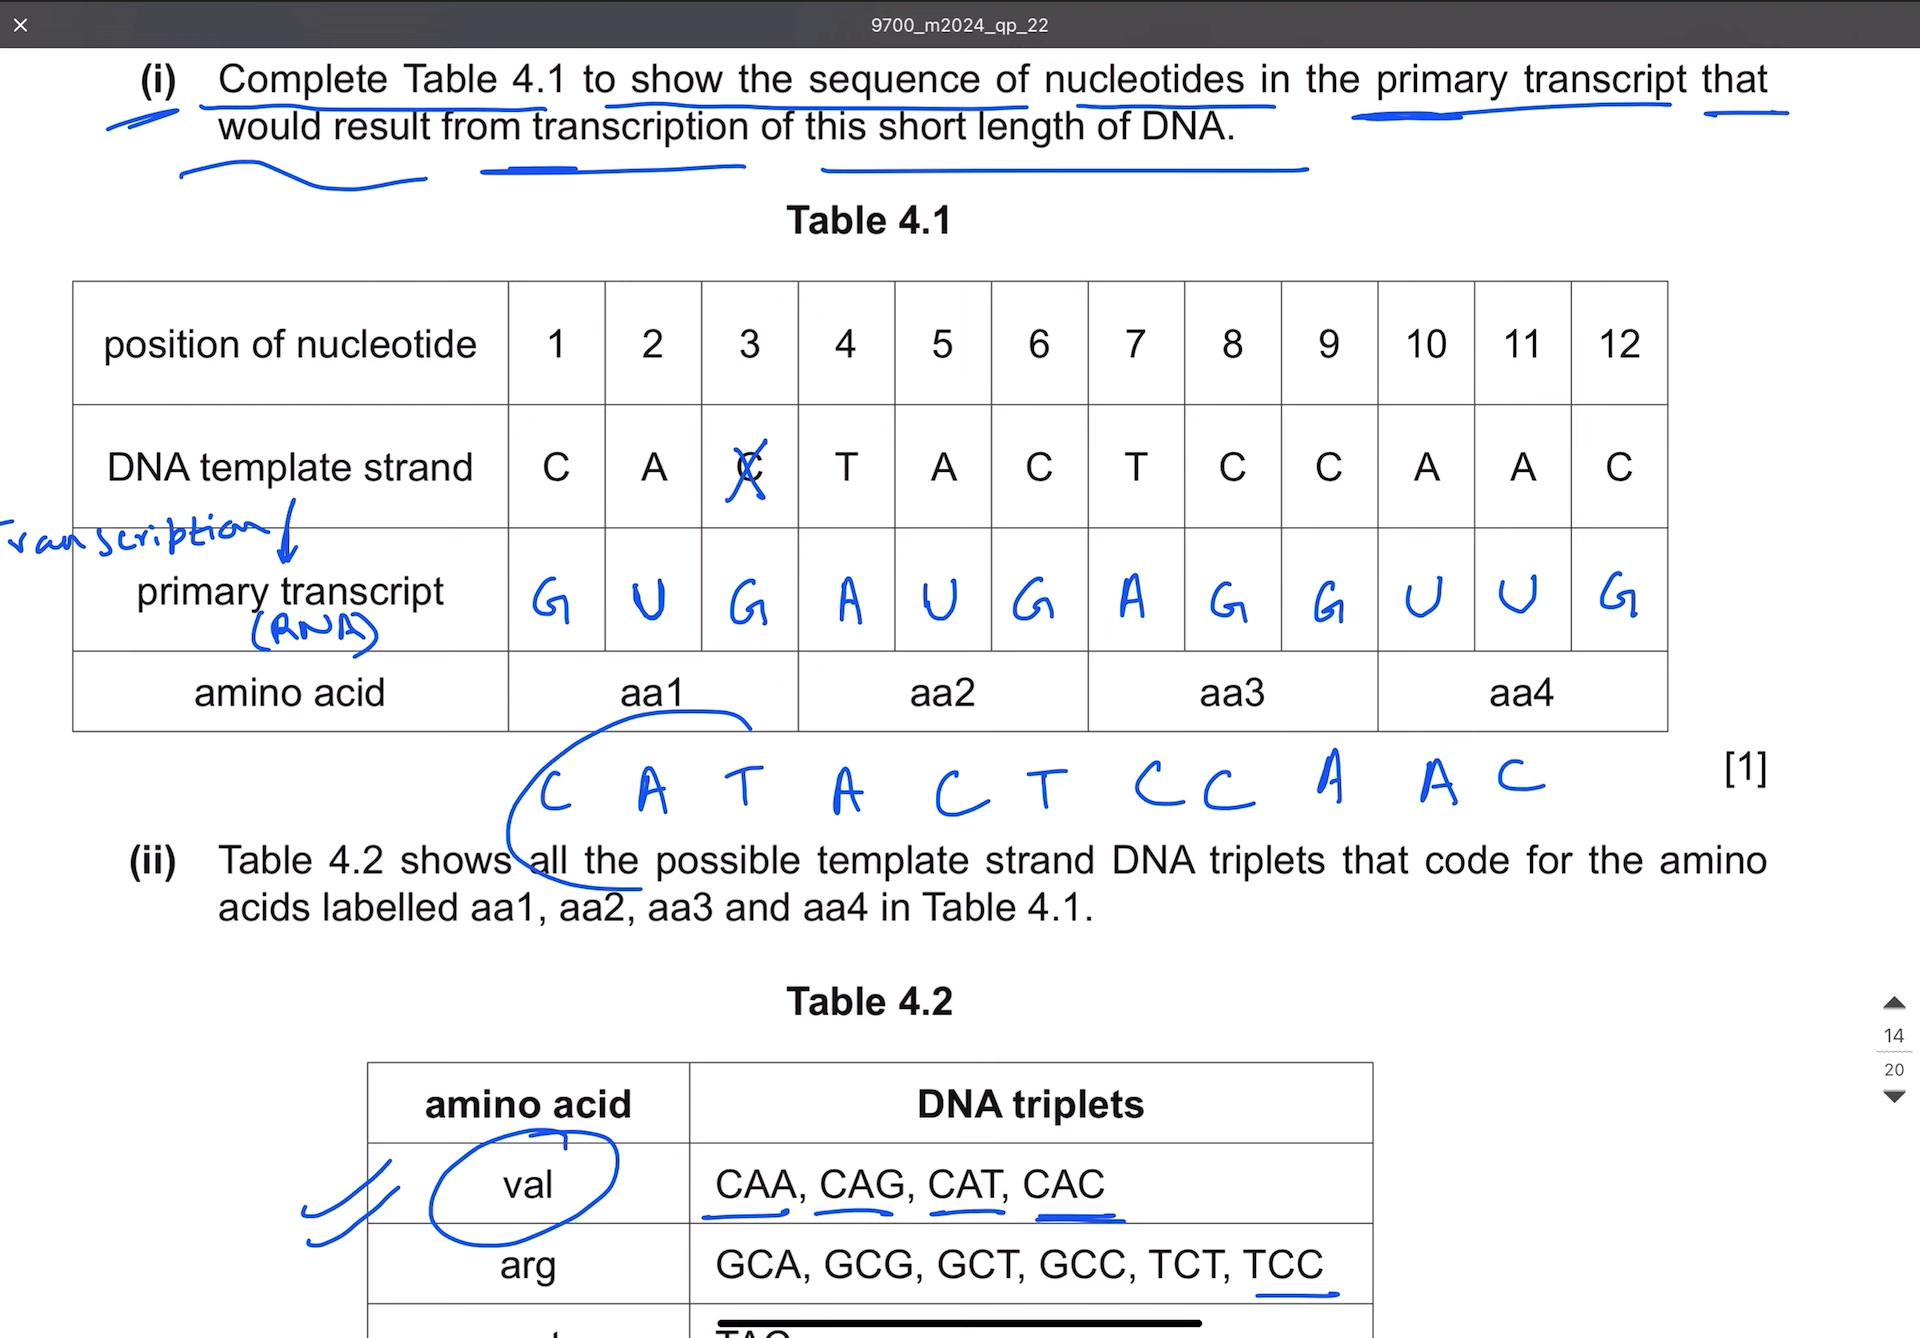 9700_m2024_qp_22
(i) Complete Table 4.1 to show the sequence of nucleotides in the primary transcript that
would result from transcription of this short length of DNA.
Table 4.1
position of nucleotide 1 2 3 4 5 6 7 8 9 10 11 12
DNA template strand C A C T A C T C C A A C
Transcription
primary transcript G U G A U G A G G U U G
(RNA)
amino acid aa1 aa2 aa3 aa4
[1]
C A T A C T C C A A C
(ii) Table 4.2 shows all the possible template strand DNA triplets that code for the amino
acids labelled aa1, aa2, aa3 and aa4 in Table 4.1.
Table 4.2
14
20
amino acid DNA triplets
val CAA, CAG, CAT, CAC
arg GCA, GCG, GCT, GCC, TCT, TCC